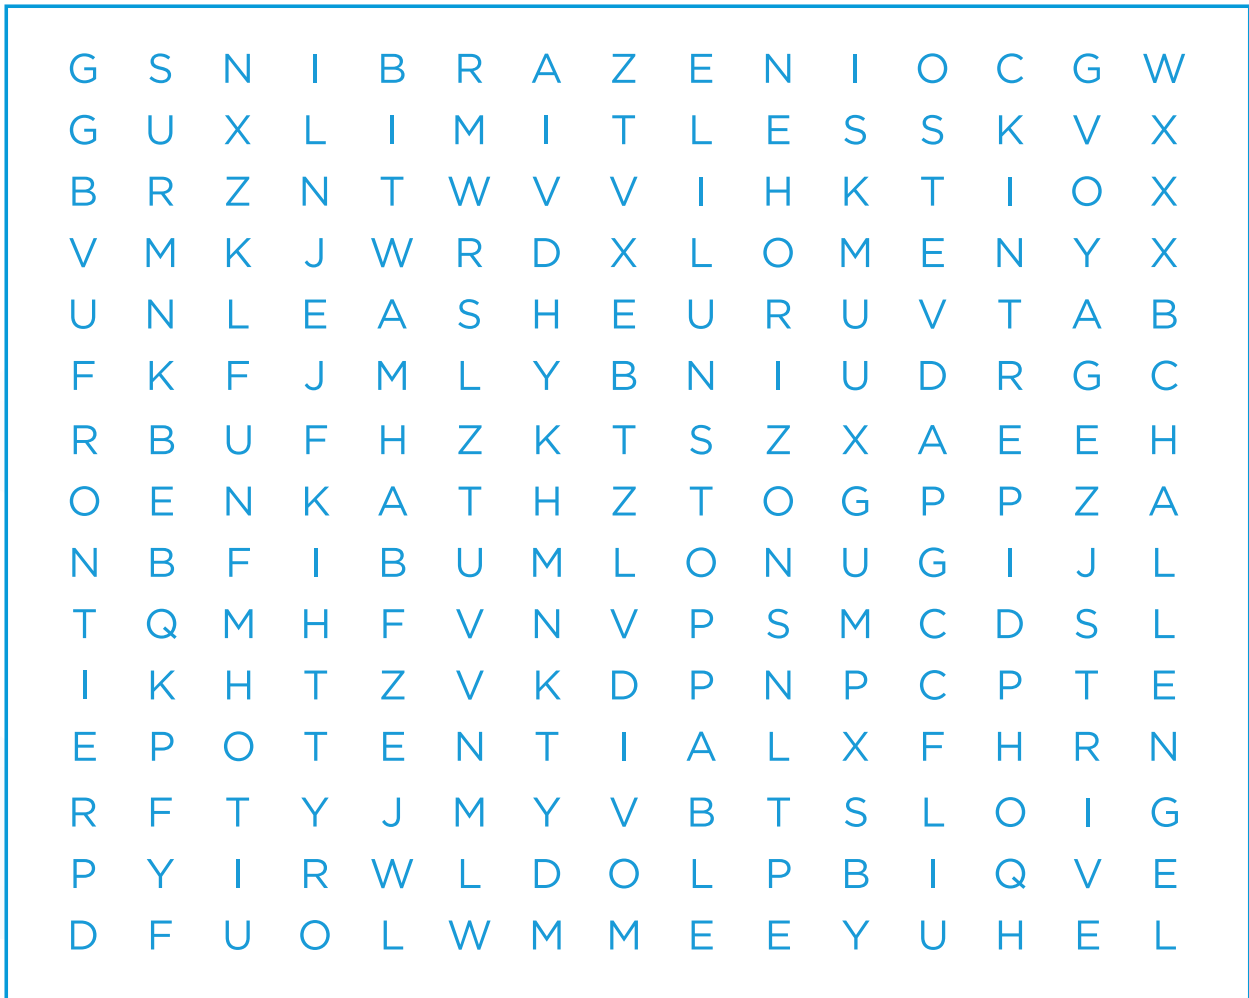 G S N I B R A Z E N I O C G W
G U X L I M I T L E S S K V X
B R Z N T W V V I H K T I O X
V M K J W R D X L O M E N Y X
U N L E A S H E U R U V T A B
F K F J M L Y B N I U D R G C
R B U F H Z K T S Z X A E E H
O E N K A T H Z T O G P P Z A
N B F I B U M L O N U G I J L
T Q M H F V N V P S M C D S L
I K H T Z V K D P N P C P T E
E P O T E N T I A L X F H R N
R F T Y J M Y V B T S L O I G
P Y I R W L D O L P B I Q V E
D F U O L W M M E E Y U H E L